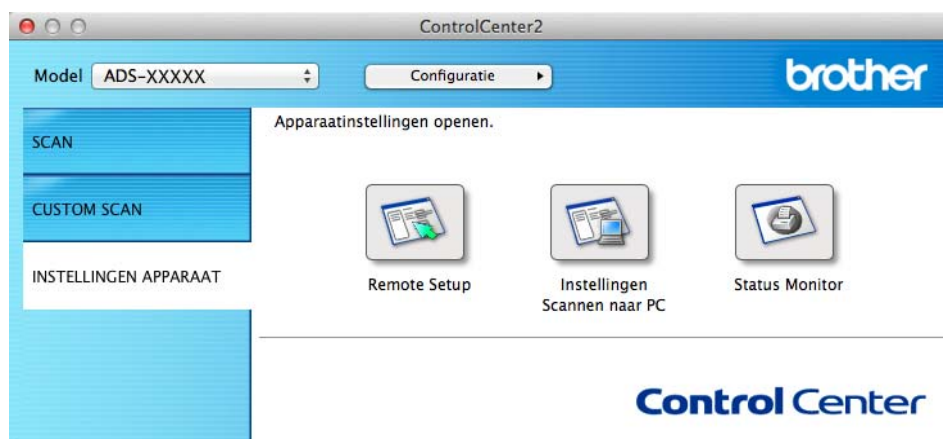 ControlCenter2
Model ADS-XXXXX Configuratie
brother
SCAN
CUSTOM SCAN
INSTELLINGEN APPARAAT
Apparaatinstellingen openen.
Remote Setup
Instellingen
Scannen naar PC
Status Monitor
Control Center